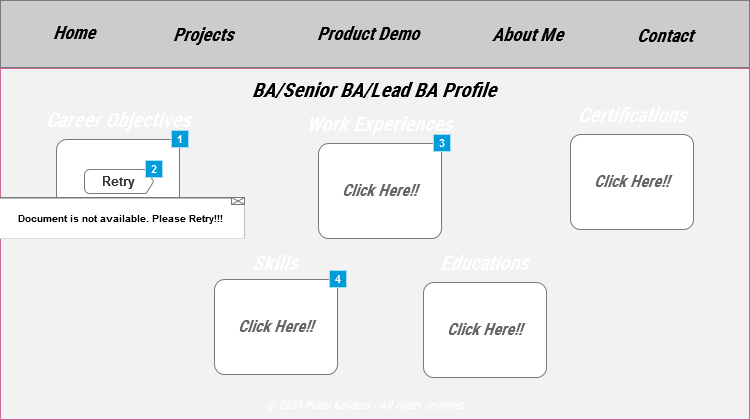 Home
Projects
Product Demo
About Me
Contact
BA/Senior BA/Lead BA Profile
Career Objectives
Work Experiences
Certifications
1
2
3
Retry
Click Here!!
Click Here!!
Document is not available. Please Retry!!!
Skills
Educations
4
Click Here!!
Click Here!!
@ 2025 Prabu Kalidoss . All rights reserved.